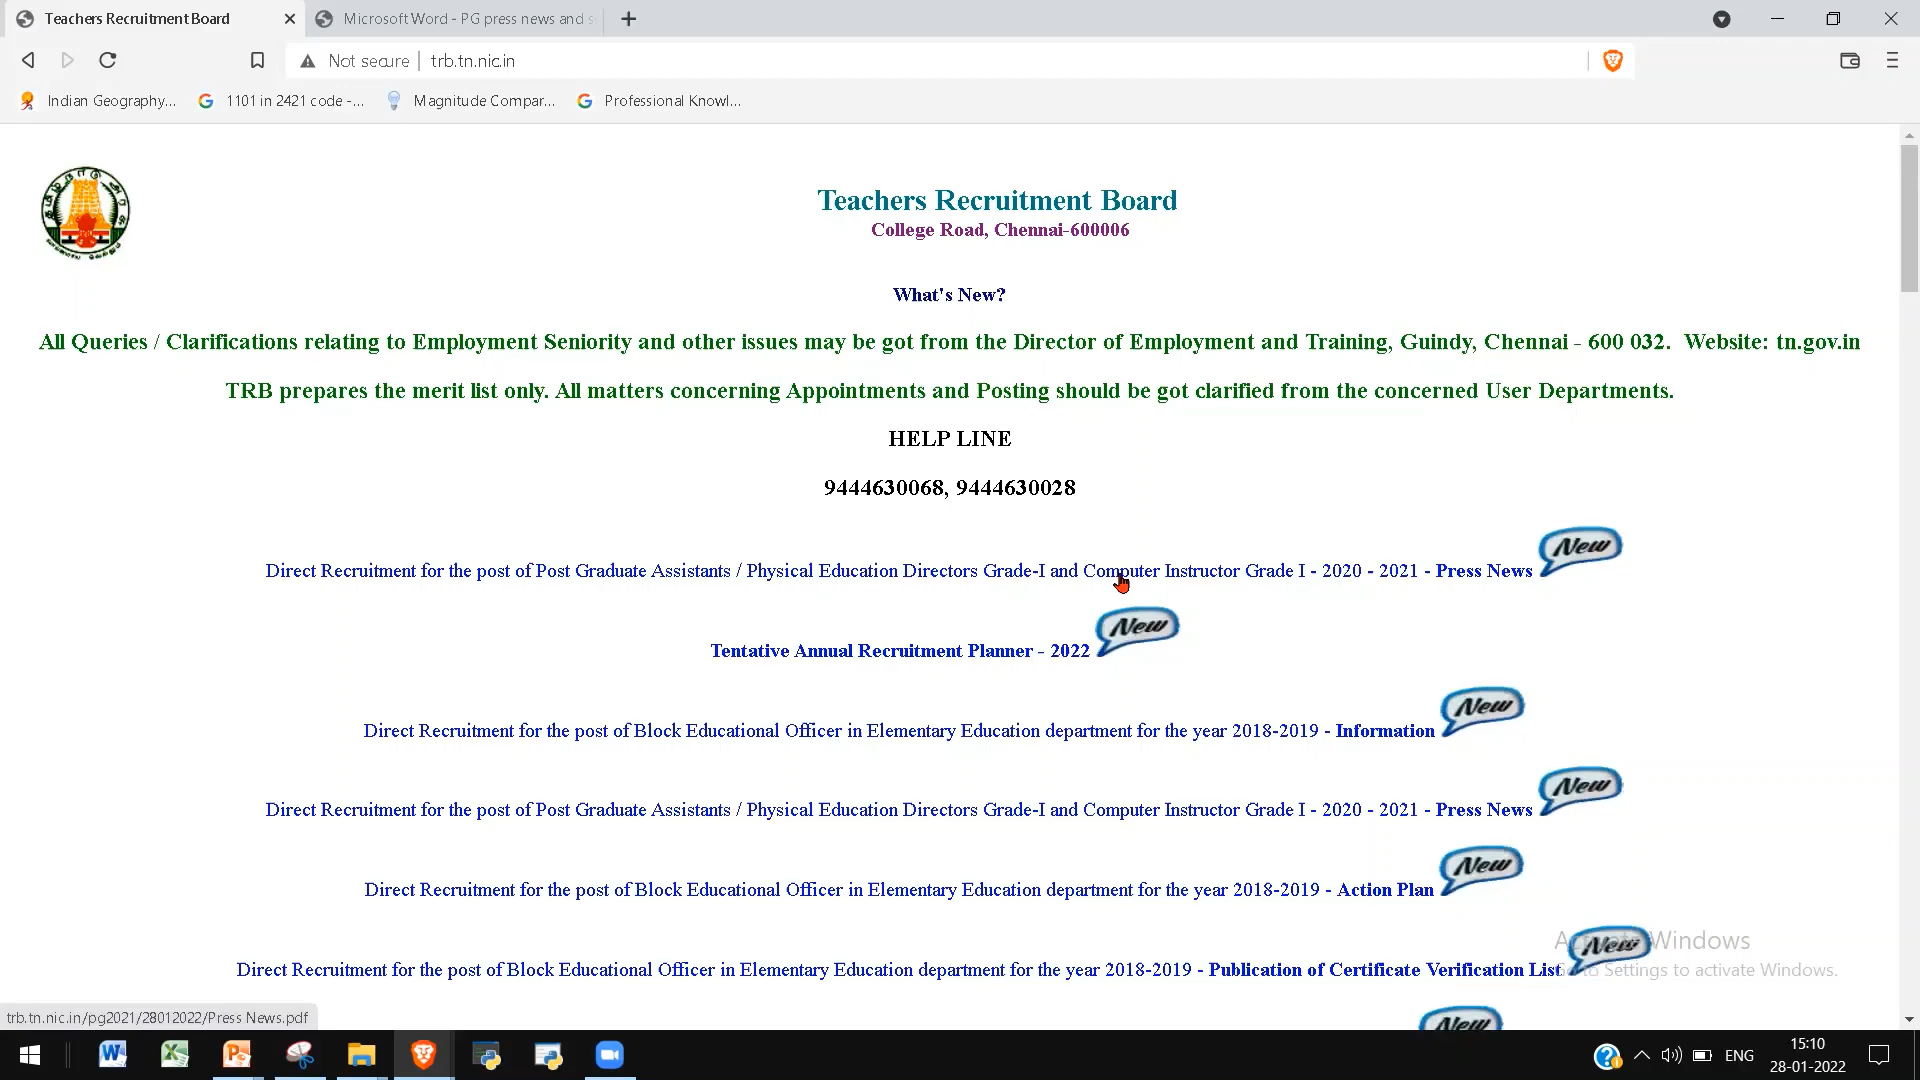 Teachers Recruitment Board
Microsoft Word - PG press news and s
Not secure | trb.tn.nic.in
Indian Geography...
1101 in 2421 code -...
Magnitude Compar...
Professional Knowl...
Teachers Recruitment Board
College Road, Chennai-600006
What's New?
All Queries / Clarifications relating to Employment Seniority and other issues may be got from the Director of Employment and Training, Guindy, Chennai - 600 032. Website: tn.gov.in
TRB prepares the merit list only. All matters concerning Appointments and Posting should be got clarified from the concerned User Departments.
HELP LINE
9444630068, 9444630028
Direct Recruitment for the post of Post Graduate Assistants / Physical Education Directors Grade-I and Computer Instructor Grade I - 2020 - 2021 - Press News New
Tentative Annual Recruitment Planner - 2022 New
Direct Recruitment for the post of Block Educational Officer in Elementary Education department for the year 2018-2019 - Information New
Direct Recruitment for the post of Post Graduate Assistants / Physical Education Directors Grade-I and Computer Instructor Grade I - 2020 - 2021 - Press News New
Direct Recruitment for the post of Block Educational Officer in Elementary Education department for the year 2018-2019 - Action Plan New
Direct Recruitment for the post of Block Educational Officer in Elementary Education department for the year 2018-2019 - Publication of Certificate Verification List New
New
Activate Windows
Go to Settings to activate Windows.
trb.tn.nic.in/pg2021/28012022/Press News.pdf
ENG
15:10
28-01-2022